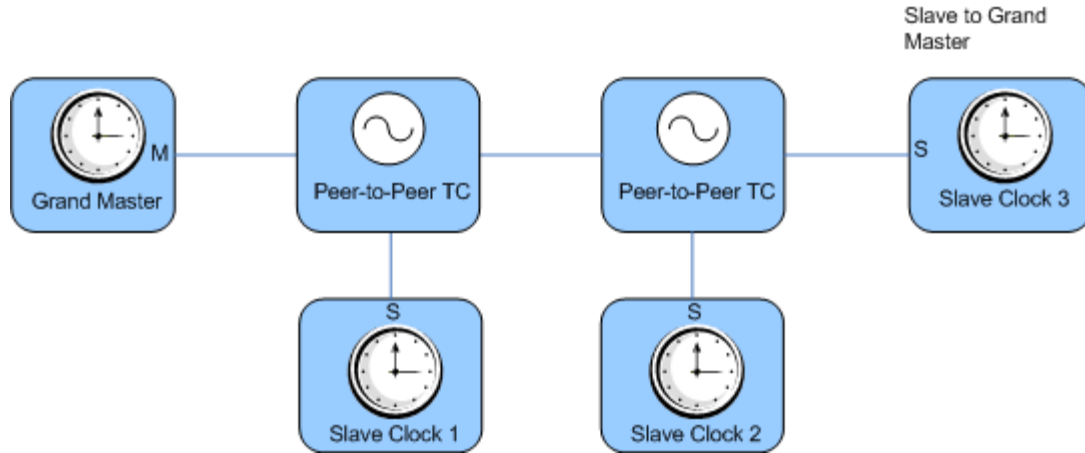 Slave to Grand
Master
M
Grand Master
Peer-to-Peer TC
Peer-to-Peer TC
S
Slave Clock 3
S
Slave Clock 1
S
Slave Clock 2